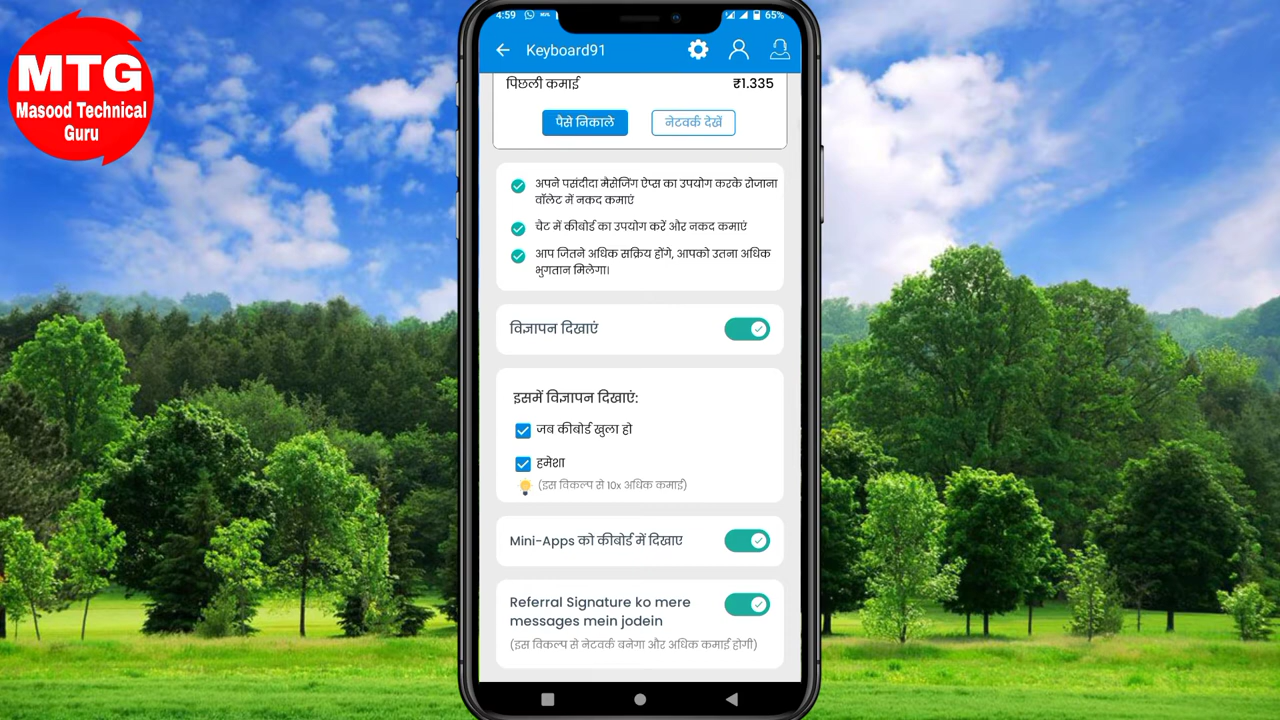 MTG
Masood Technical
Guru
4:59
65%
Keyboard91
पिछली कमाई ₹1.335
पैसे निकाले नेटवर्क देखें
अपने पसंदीदा मैसेजिंग ऐप्स का उपयोग करके रोजाना
वॉलेट में नकद कमाएं
चैट में कीबोर्ड का उपयोग करें और नकद कमाएं
आप जितने अधिक सक्रिय होंगे, आपको उतना अधिक
भुगतान मिलेगा।
विज्ञापन दिखाएं
इसमें विज्ञापन दिखाएं:
जब कीबोर्ड खुला हो
हमेशा
(इस विकल्प से 10x अधिक कमाई)
Mini-Apps को कीबोर्ड में दिखाए
Referral Signature ko mere
messages mein jodein
(इस विकल्प से नेटवर्क बनेगा और अधिक कमाई होगी)